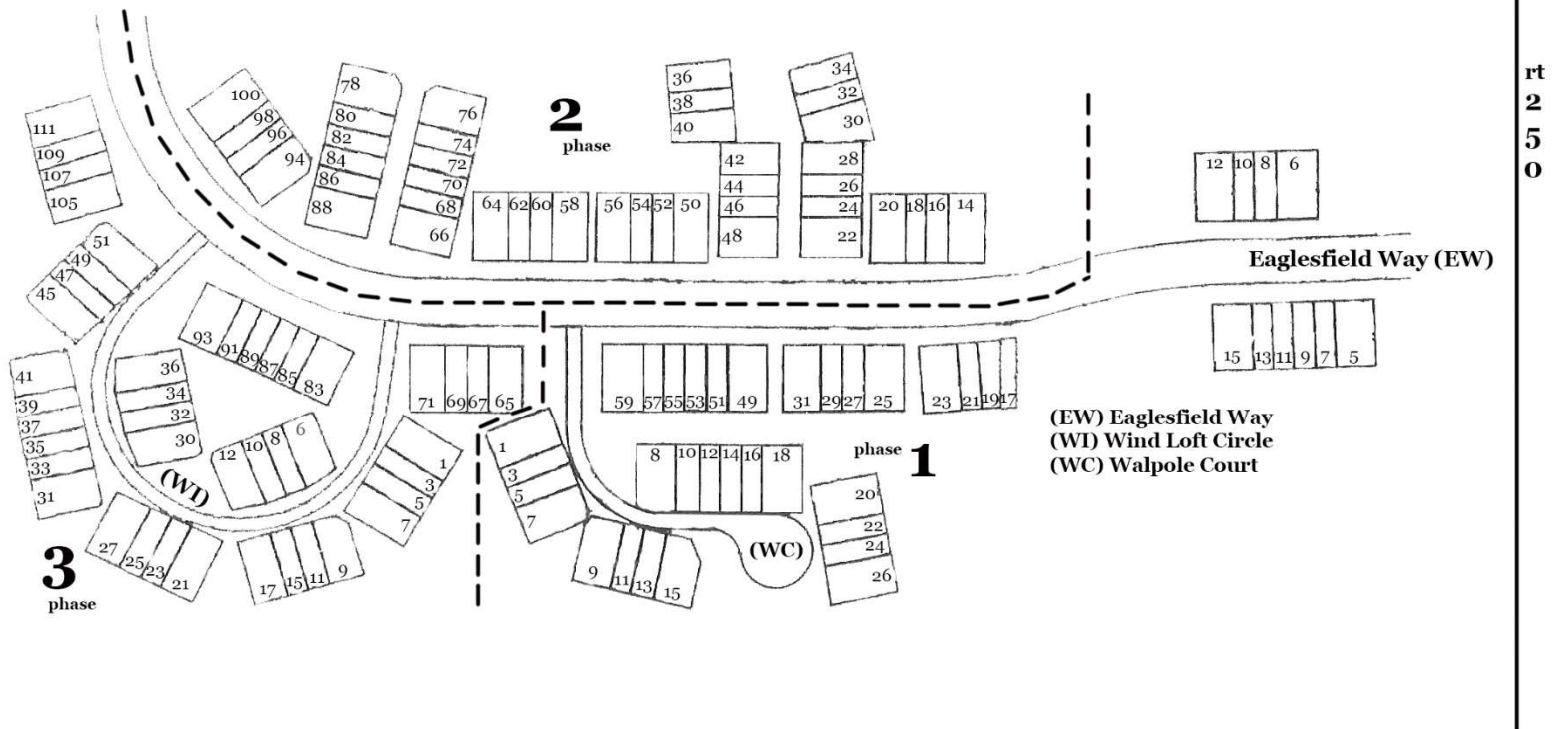 rt
2
5
0
2
phase
36
38
40
34
32
30
42
44
46
48
28
26
24
22
20 18 16 14
12 10 8 6
78
80
82
84
86
88
76
74
72
70
68
66
64 62 60 58
56 54 52 50
100
98
96
94
111
109
107
105
Eaglesfield Way (EW)
51
49
47
45
93 91 89 87 85 83
71 69 67 65
59 57 55 53 51 49
31 29 27 25
23 21 19 17
15 13 11 9 7 5
(EW) Eaglesfield Way
(WI) Wind Loft Circle
(WC) Walpole Court
phase 1
41
39
37
35
33
31
36
34
32
30
12 10 8 6
(WI)
1
3
5
7
1
3
5
7
8 10 12 14 16 18
20
22
24
26
(WC)
27 25 23 21
17 15 11 9
9 11 13 15
3
phase